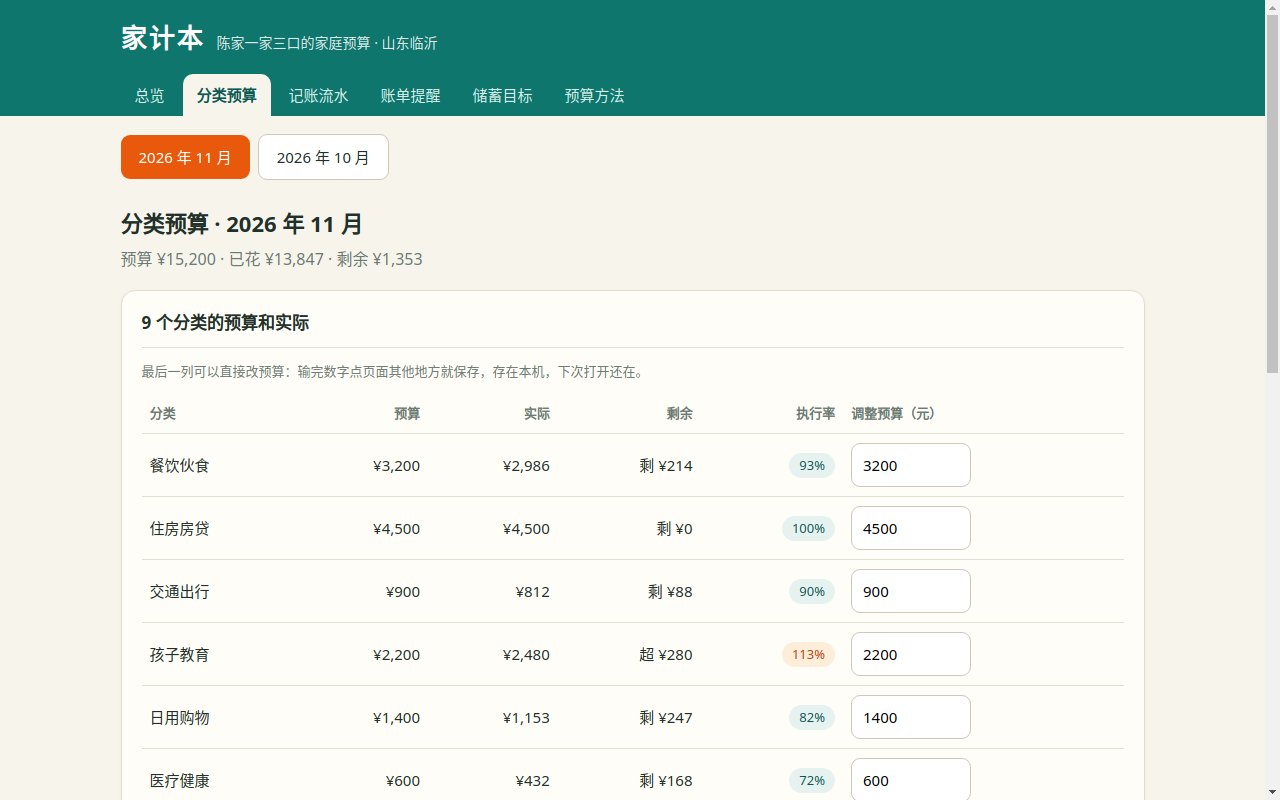 家计本 陈家一家三口的家庭预算 · 山东临沂
总览 分类预算 记账流水 账单提醒 储蓄目标 预算方法
2026 年 11 月 2026 年 10 月
分类预算 · 2026 年 11 月
预算 ¥15,200 · 已花 ¥13,847 · 剩余 ¥1,353
9 个分类的预算和实际
最后一列可以直接改预算：输完数字点页面其他地方就保存，存在本机，下次打开还在。
分类 预算 实际 剩余 执行率 调整预算（元）
餐饮伙食 ¥3,200 ¥2,986 剩 ¥214 93% 3200
住房房贷 ¥4,500 ¥4,500 剩 ¥0 100% 4500
交通出行 ¥900 ¥812 剩 ¥88 90% 900
孩子教育 ¥2,200 ¥2,480 超 ¥280 113% 2200
日用购物 ¥1,400 ¥1,153 剩 ¥247 82% 1400
医疗健康 ¥600 ¥432 剩 ¥168 72% 600